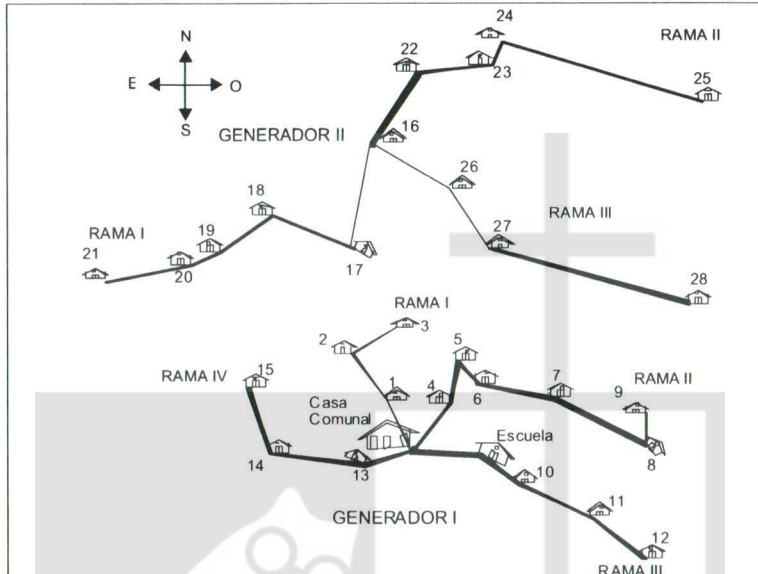 24
N
RAMA II
22
23
25
E
O
S
16
GENERADOR II
26
18
RAMA III
RAMA I
19
27
21
20
17
28
RAMA I
2
3
5
RAMA IV
15
7
RAMA II
1
4
6
9
Casa
Comunal
Escuela
8
14
13
10
11
GENERADOR I
12
RAMA III